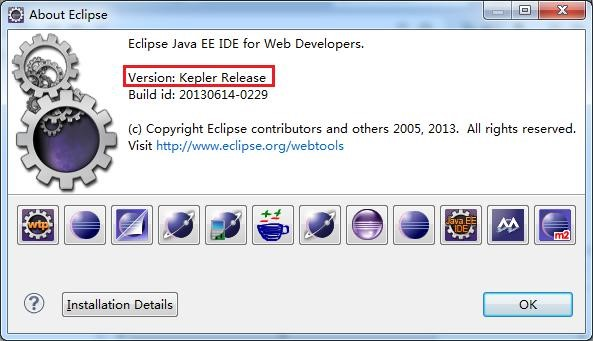 About Eclipse
Eclipse Java EE IDE for Web Developers.
Version: Kepler Release
Build id: 20130614-0229
(c) Copyright Eclipse contributors and others 2005, 2013.  All rights reserved.
Visit http://www.eclipse.org/webtools
wtp
Java EE
IDE
m2
?
Installation Details
OK